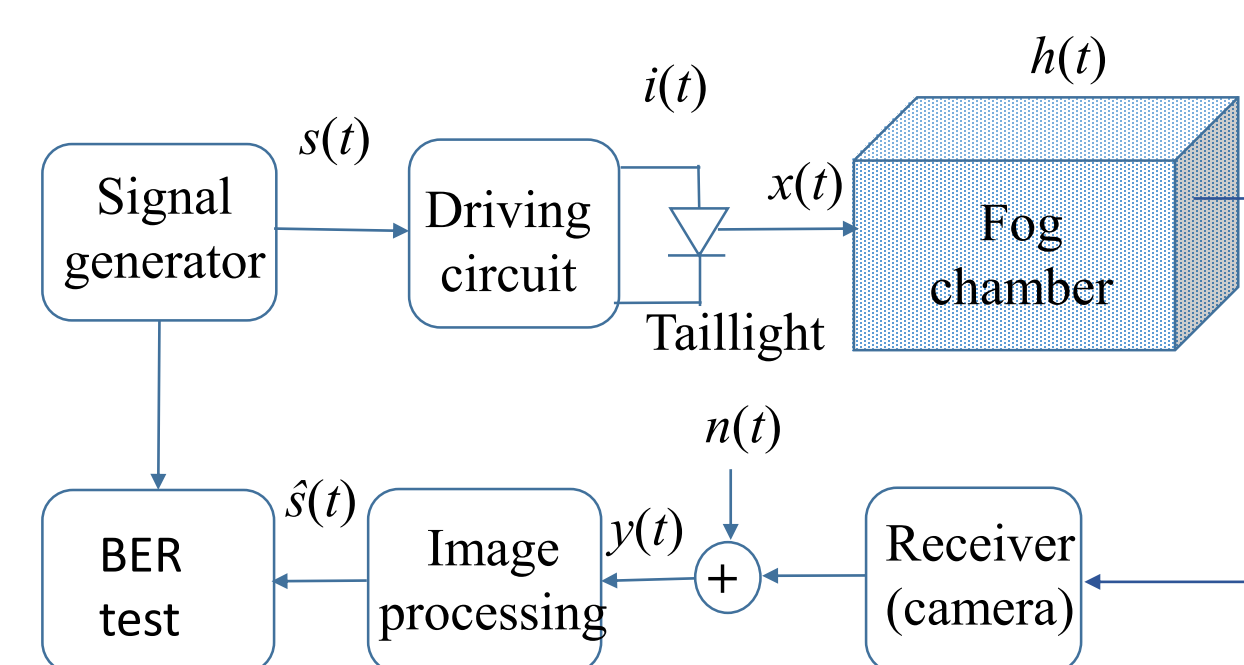 h(t)
i(t)
s(t)
Signal
generator
Driving
circuit
x(t)
Fog
chamber
Taillight
n(t)
ŝ(t)
y(t)
BER
test
Image
processing
+
Receiver
(camera)